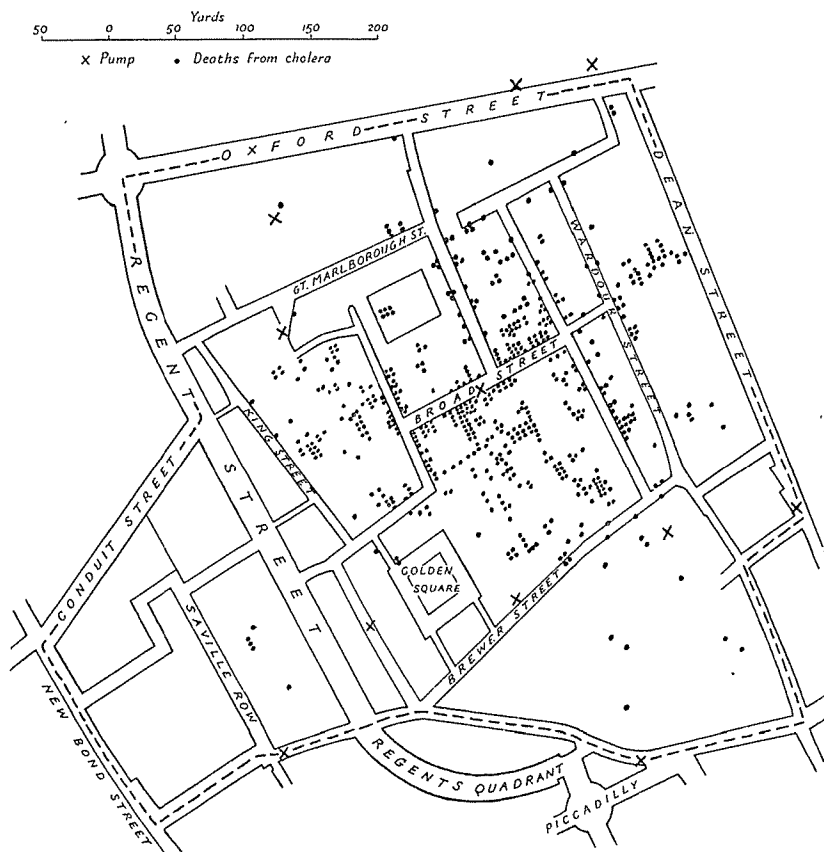 Yards
50 0 50 100 150 200
x Pump • Deaths from cholera
OXFORD STREET
DEAN STREET
WARDOUR STREET
GT. MARLBOROUGH ST.
REGENT STREET
BROAD STREET
KING STREET
CONDUIT STREET
GOLDEN
SQUARE
BREWER STREET
SAVILLE ROW
NEW BOND STREET
REGENTS QUADRANT
PICCADILLY